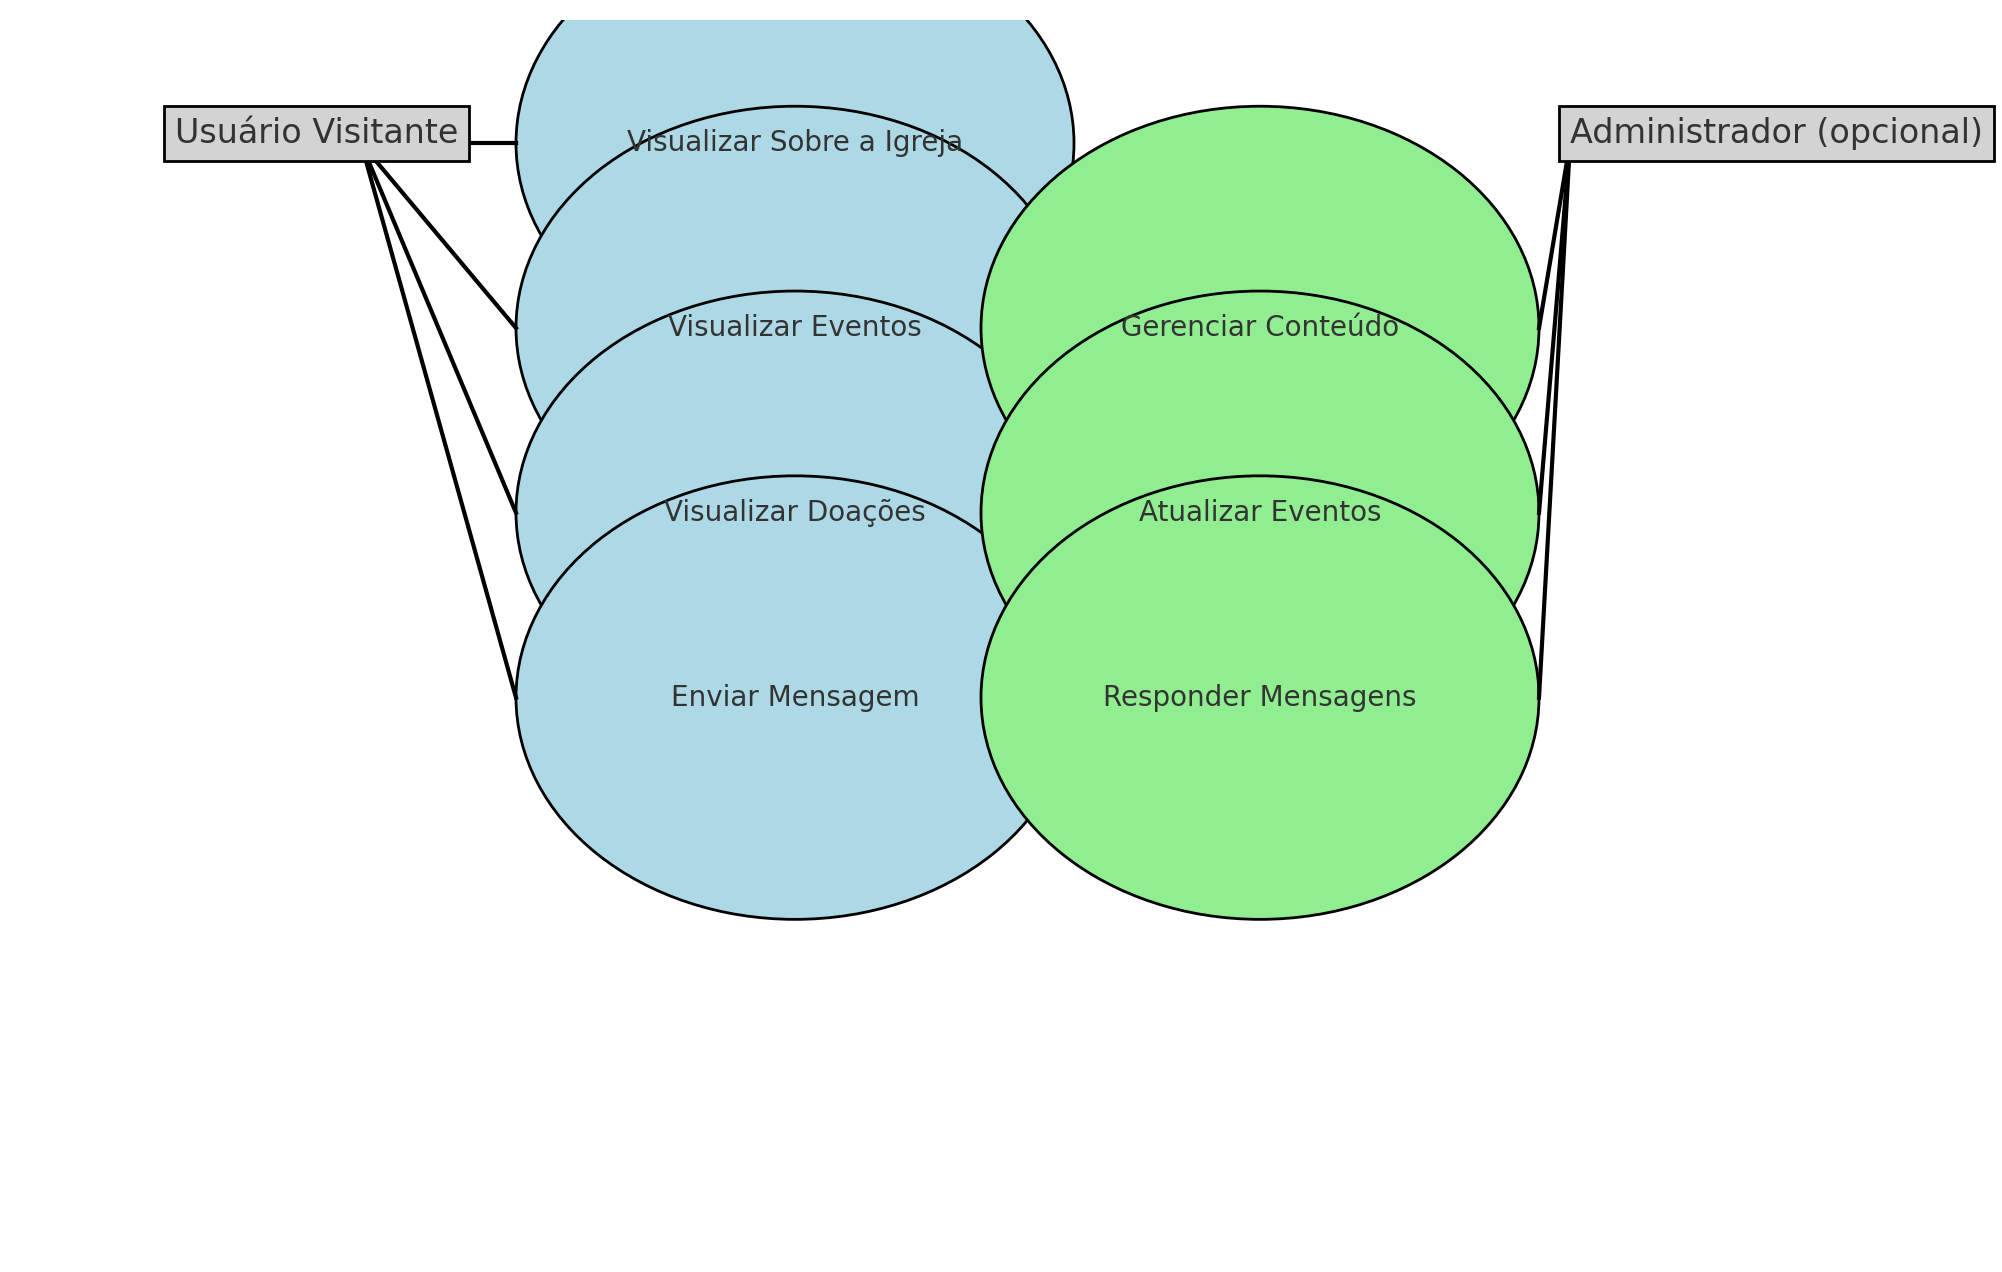 Usuário Visitante
Administrador (opcional)
Visualizar Sobre a Igreja
Visualizar Eventos
Gerenciar Conteúdo
Visualizar Doações
Atualizar Eventos
Enviar Mensagem
Responder Mensagens